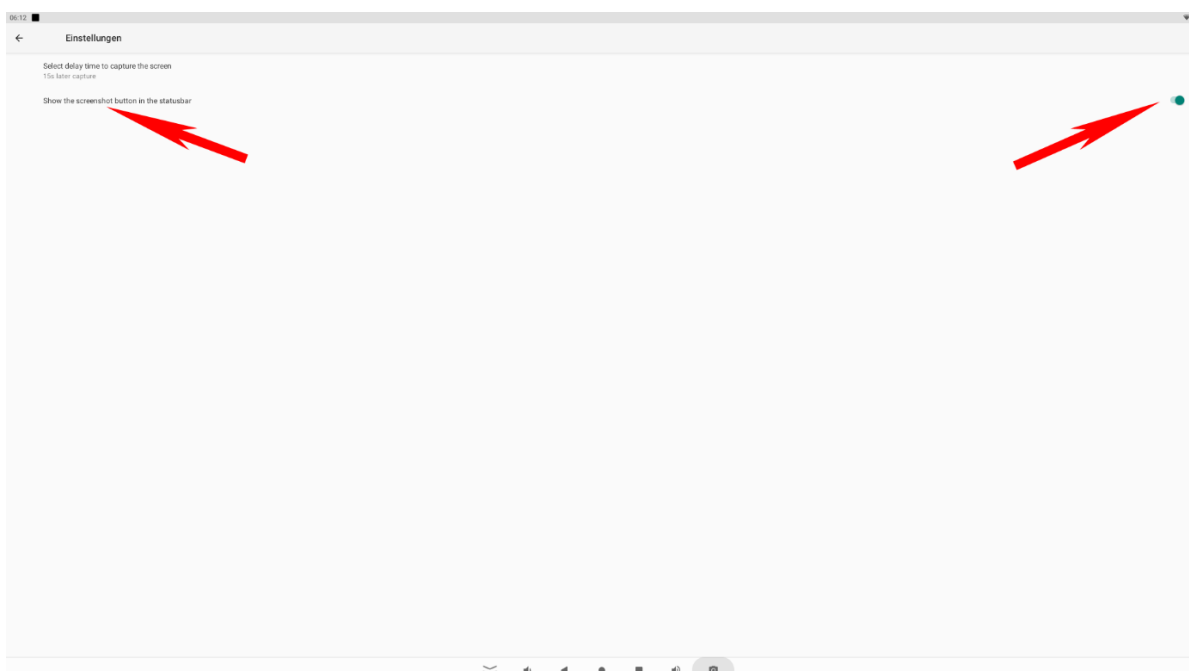 06:12
Einstellungen
Select delay time to capture the screen
15s later capture
Show the screenshot button in the statusbar